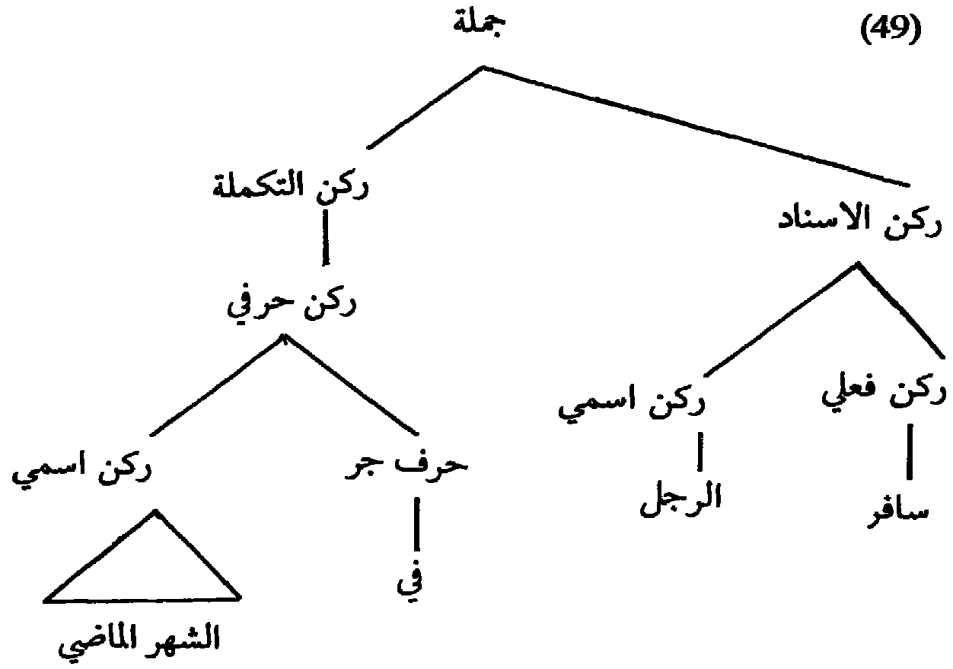 (49)
جملة
ركن التكملة
ركن الاسناد
ركن حرفي
ركن فعلي
ركن اسمي
حرف جر
ركن اسمي
سافر
الرجل
في
الشهر الماضي